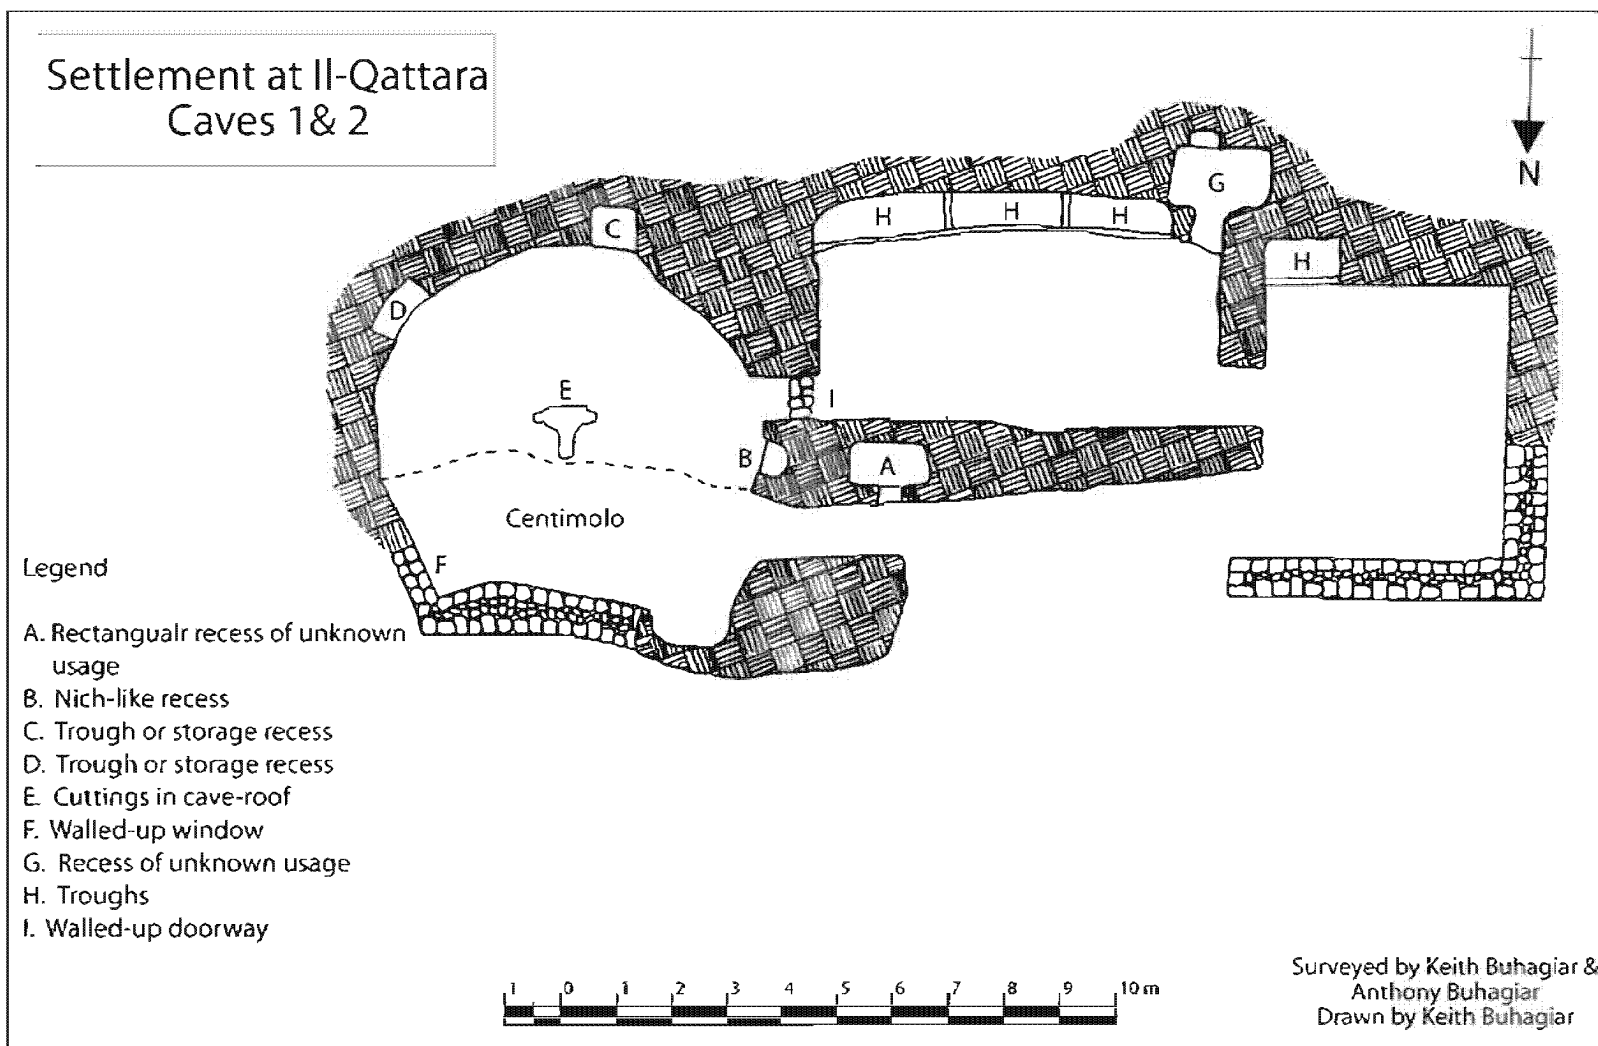 Settlement at Il-Qattara
Caves 1& 2
N
G
H
H
H
H
C
D
E
I
B
A
Centimolo
F
Legend
A. Rectangualr recess of unknown
usage
B. Nich-like recess
C. Trough or storage recess
D. Trough or storage recess
E. Cuttings in cave-roof
F. Walled-up window
G. Recess of unknown usage
H. Troughs
I. Walled-up doorway
1 0 1 2 3 4 5 6 7 8 9 10 m
Surveyed by Keith Buhagiar &
Anthony Buhagiar
Drawn by Keith Buhagiar